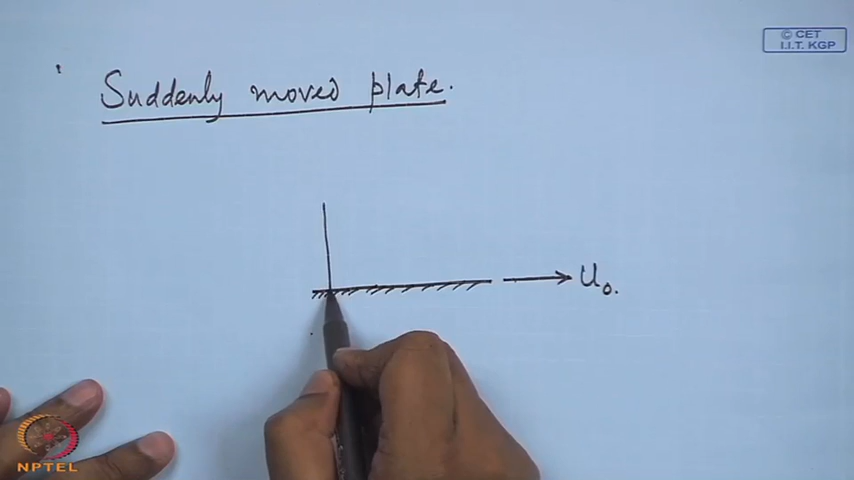 © CET
I.I.T. KGP
Suddenly moved plate.
U₀.
NPTEL